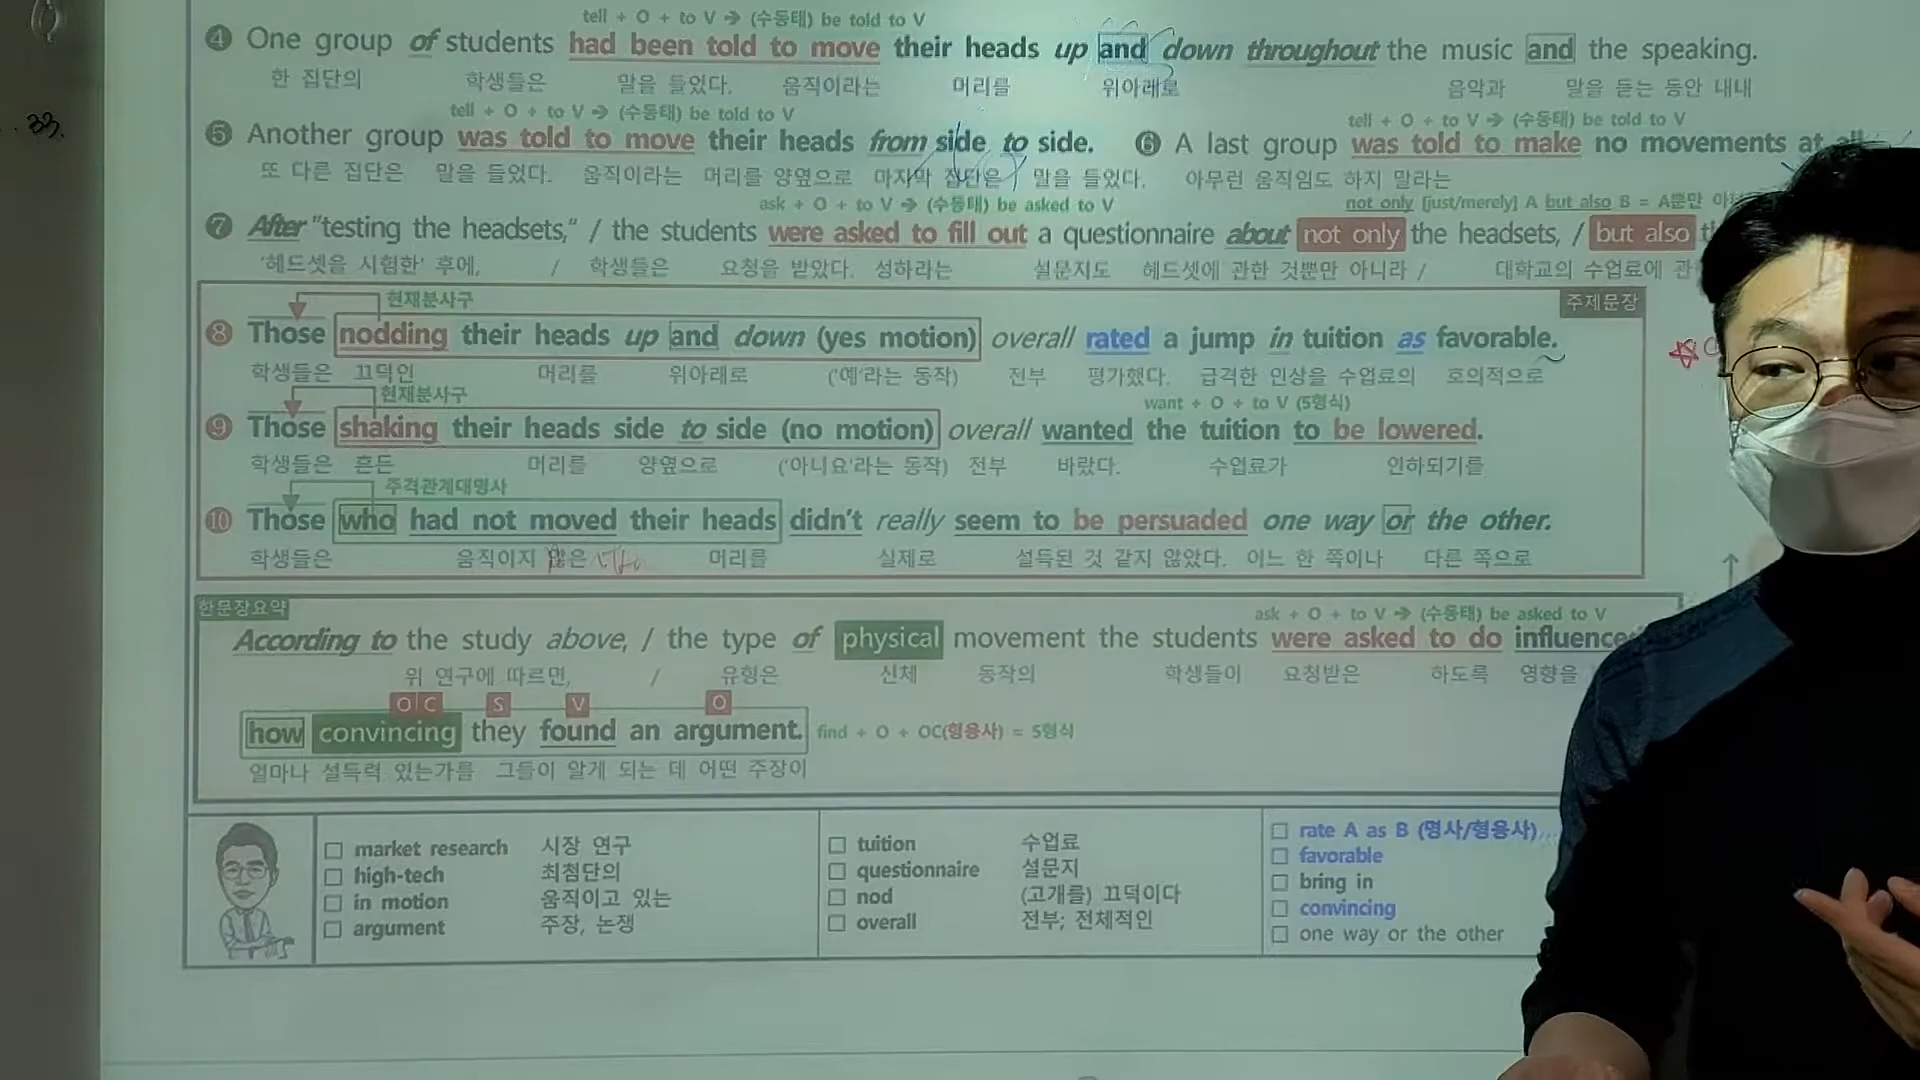 tell + O + to V → (수동태) be told to V
④ One group of students had been told to move their heads up and down throughout the music and the speaking.
한 집단의 학생들은 말을 들었다. 움직이라는 머리를 위아래로 음악과 말을 듣는 동안 내내
33.
tell + O + to V → (수동태) be told to V
tell + O + to V → (수동태) be told to V
⑤ Another group was told to move their heads from side to side. ⑥ A last group was told to make no movements at all
또 다른 집단은 말을 들었다. 움직이라는 머리를 양옆으로 마지막 집단은 말을 들었다. 아무런 움직임도 하지 말라는
ask + O + to V → (수동태) be asked to V
not only [just/merely] A but also B = A뿐만
⑦ After "testing the headsets," / the students were asked to fill out a questionnaire about not only the headsets, / but also
'헤드셋을 시험한' 후에, / 학생들은 요청을 받았다. 성하라는 설문지도 헤드셋에 관한 것뿐만 아니라 / 대학교의 수업료에 관
현재분사구
주제문장
⑧ Those nodding their heads up and down (yes motion) overall rated a jump in tuition as favorable.
학생들은 끄덕인 머리를 위아래로 ('예'라는 동작) 전부 평가했다. 급격한 인상을 수업료의 호의적으로
현재분사구
want + O + to V (5형식)
⑨ Those shaking their heads side to side (no motion) overall wanted the tuition to be lowered.
학생들은 흔든 머리를 양옆으로 ('아니요'라는 동작) 전부 바랐다. 수업료가 인하되기를
주격관계대명사
⑩ Those who had not moved their heads didn't really seem to be persuaded one way or the other.
학생들은 움직이지 않은 머리를 실제로 설득된 것 같지 않았다. 어느 한 쪽이나 다른 쪽으로
한문장요약
ask + O + to V → (수동태) be asked to V
According to the study above, / the type of physical movement the students were asked to do influence
위 연구에 따르면, / 유형은 신체 동작의 학생들이 요청받은 하도록 영향을
OC S V O
how convincing they found an argument. find + O + OC(형용사) = 5형식
얼마나 설득력 있는가를 그들이 알게 되는 데 어떤 주장이
□ market research 시장 연구
□ high-tech 최첨단의
□ in motion 움직이고 있는
□ argument 주장, 논쟁
□ tuition 수업료
□ questionnaire 설문지
□ nod (고개를) 끄덕이다
□ overall 전부; 전체적인
□ rate A as B (명사/형용사)
□ favorable
□ bring in
□ convincing
□ one way or the other